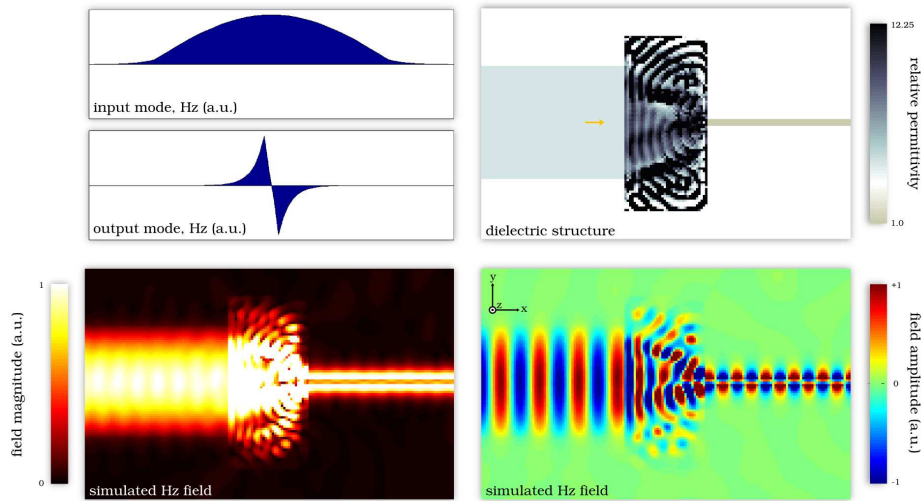 input mode, Hz (a.u.)
output mode, Hz (a.u.)
dielectric structure
12.25
relative permittivity
1.0
field magnitude (a.u.)
1
0
simulated Hz field
y
z
x
simulated Hz field
+1
0
-1
field amplitude (a.u.)